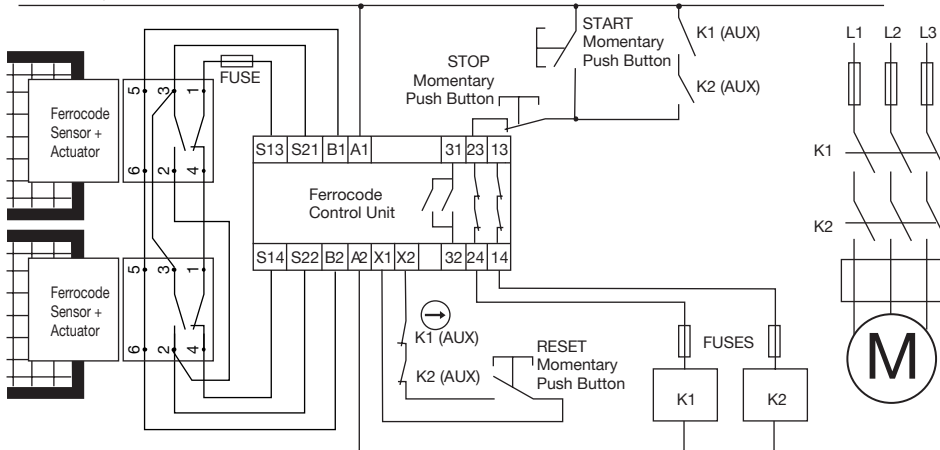 START
Momentary
Push Button
K1 (AUX)
K2 (AUX)
L1 L2 L3
STOP
Momentary
Push Button
FUSE
5 3 1
6 2 4
Ferrocode
Sensor +
Actuator
S13 S21 B1 A1 31 23 13
Ferrocode
Control Unit
S14 S22 B2 A2 X1 X2 32 24 14
K1
K2
5 3 1
6 2 4
Ferrocode
Sensor +
Actuator
K1 (AUX)
K2 (AUX)
RESET
Momentary
Push Button
FUSES
K1 K2
M